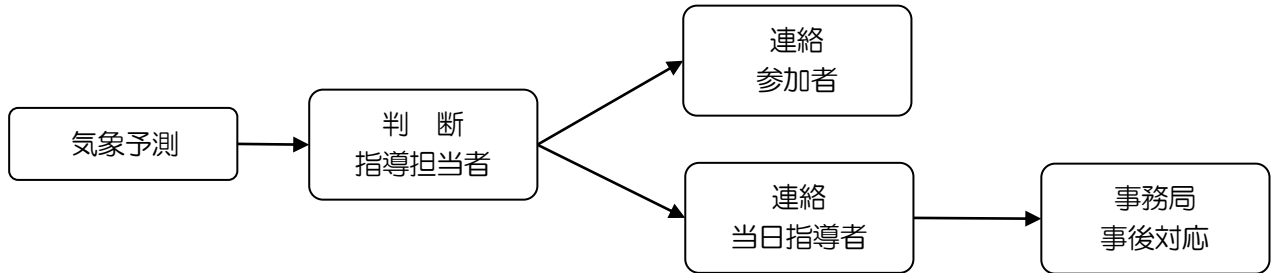 気象予測
判　断
指導担当者
連絡
参加者
連絡
当日指導者
事務局
事後対応